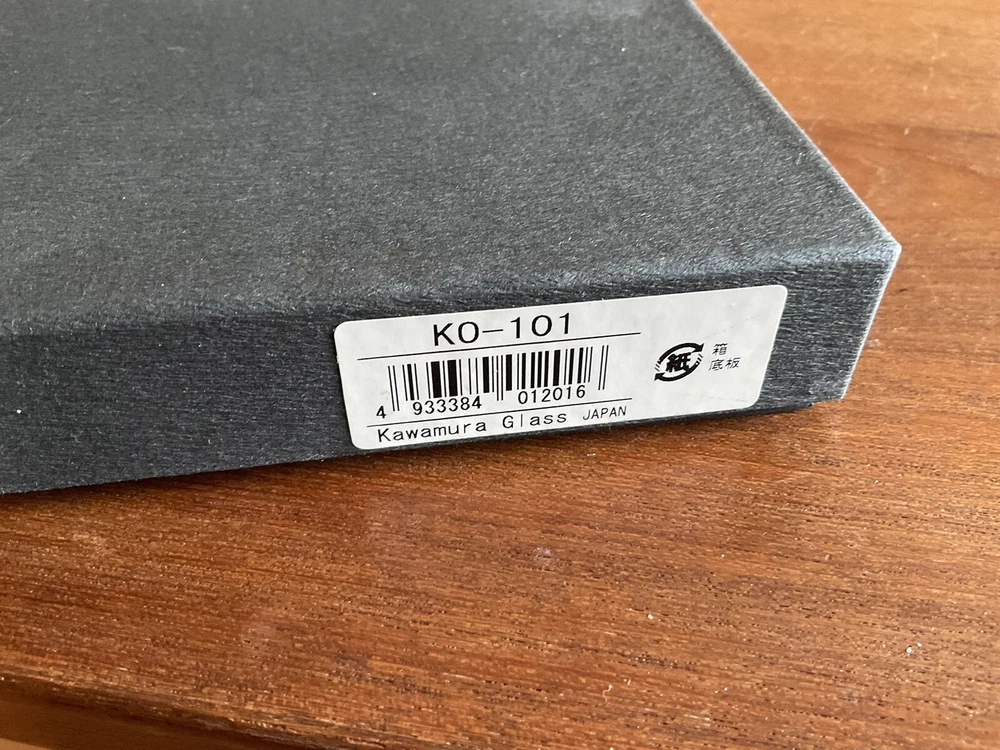 KO-101
4 933384 012016
Kawamura Glass JAPAN
紙
箱
底板